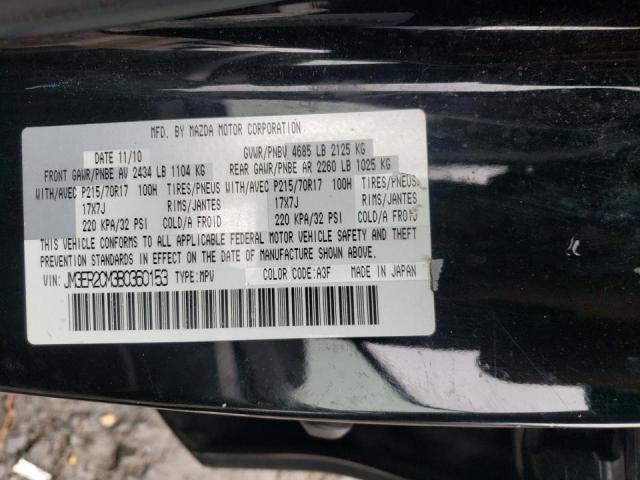 MFD. BY MAZDA MOTOR CORPORATION.
DATE 11/10 GVWR/PNBV 4685 LB 2125 KG
FRONT GAWR/PNBE AV 2434 LB 1104 KG REAR GAWR/PNBE AR 2260 LB 1025 KG
WITH/AVEC P215/70R17 100H TIRES/PNEUS WITH/AVEC P215/70R17 100H TIRES/PNEUS
17X7J RIMS/JANTES 17X7J RIMS/JANTES
220 KPA/32 PSI COLD/A FROID 220 KPA/32 PSI COLD/A FROID
THIS VEHICLE CONFORMS TO ALL APPLICABLE FEDERAL MOTOR VEHICLE SAFETY AND THEFT
PREVENTION STANDARDS IN EFFECT ON THE DATE OF MANUFACTURE SHOWN ABOVE.
VIN: JM3ER2CM3B0360153 TYPE:MPV COLOR CODE:A3F MADE IN JAPAN